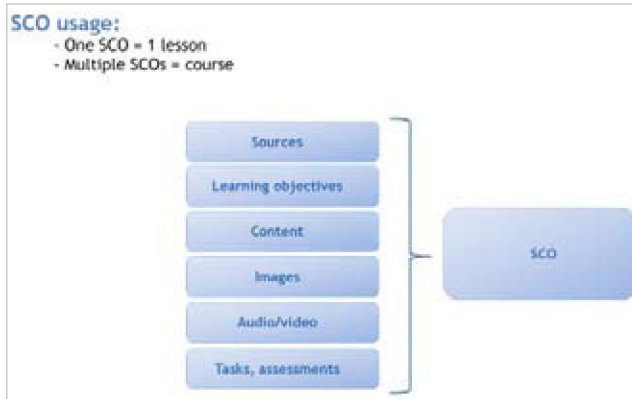 SCO usage:
- One SCO = 1 lesson
- Multiple SCOs = course
Sources
Learning objectives
Content
Images
Audio/video
Tasks, assessments
SCO